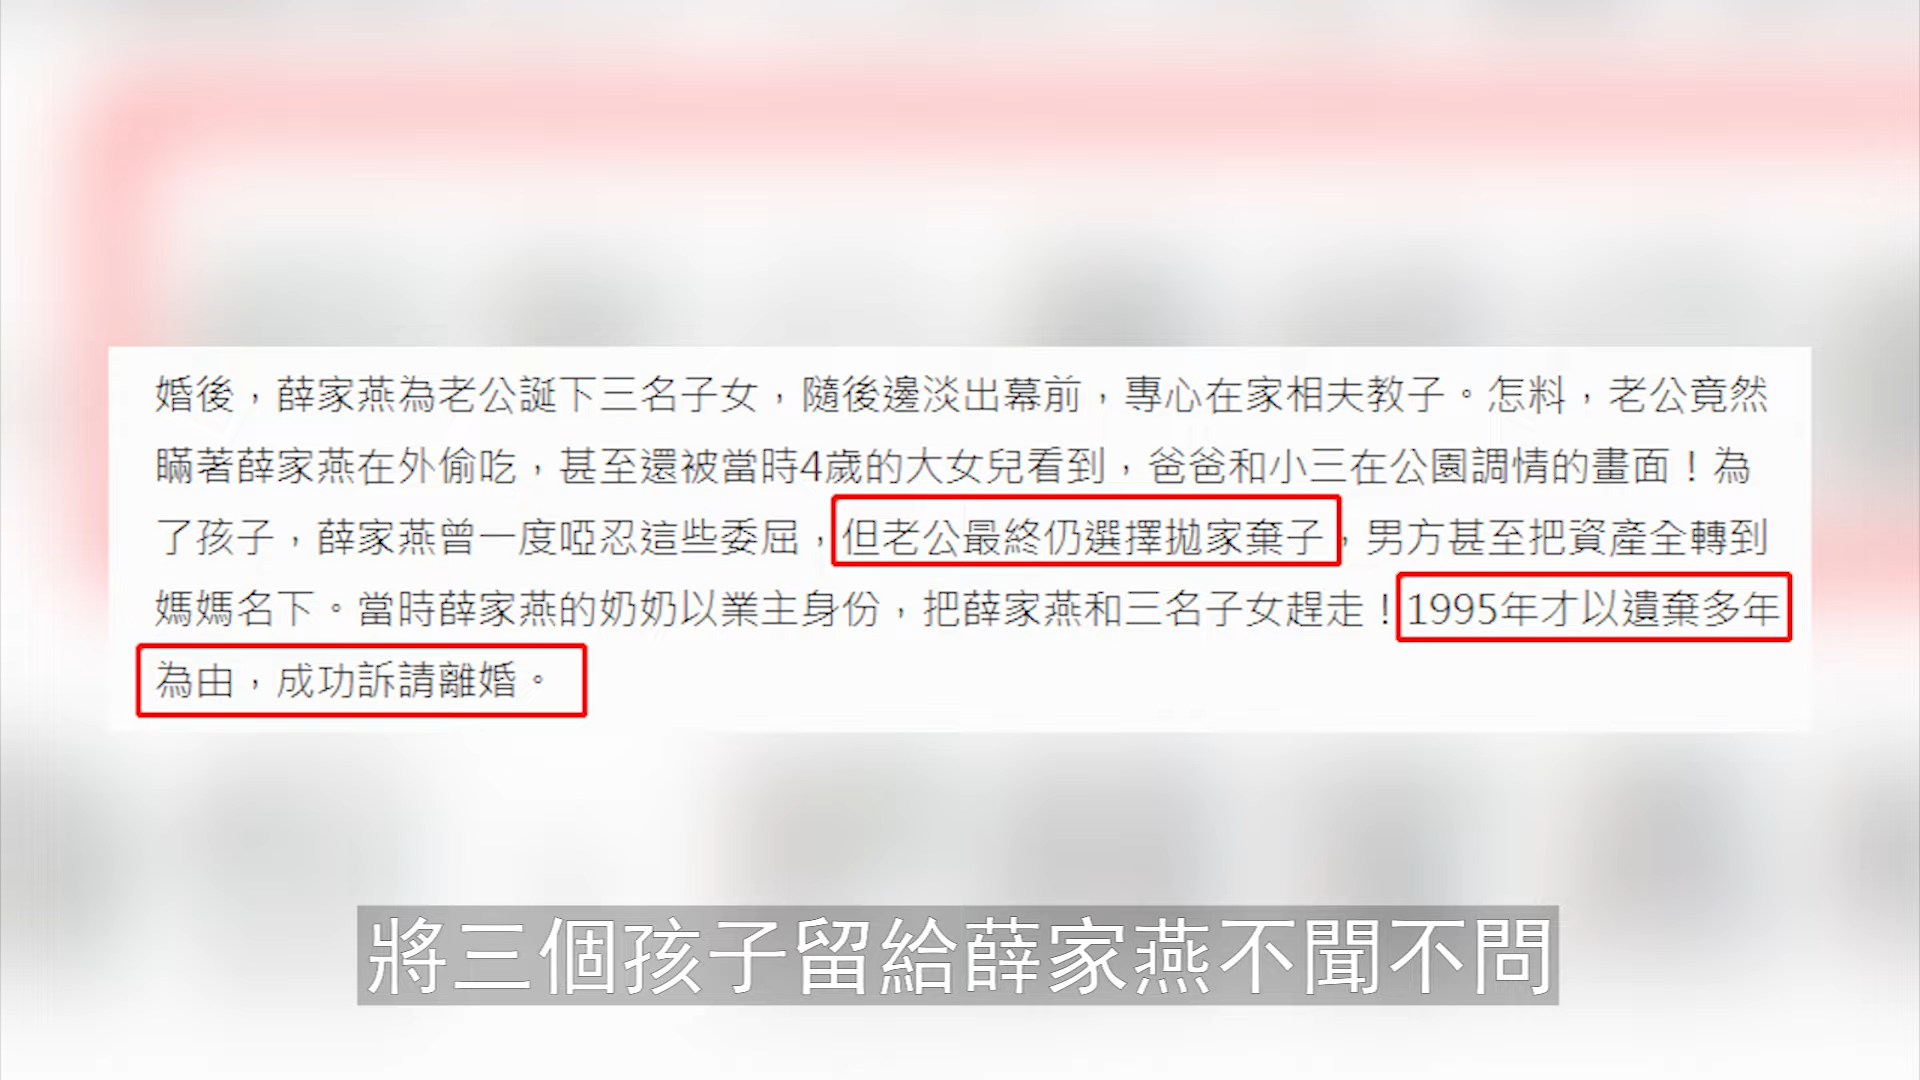 婚後，薛家燕為老公誕下三名子女，隨後邊淡出幕前，專心在家相夫教子。怎料，老公竟然
瞞著薛家燕在外偷吃，甚至還被當時4歲的大女兒看到，爸爸和小三在公園調情的畫面！為
了孩子，薛家燕曾一度啞忍這些委屈，但老公最終仍選擇拋家棄子，男方甚至把資產全轉到
媽媽名下。當時薛家燕的奶奶以業主身份，把薛家燕和三名子女趕走！1995年才以遺棄多年
為由，成功訴請離婚。
將三個孩子留給薛家燕不聞不問